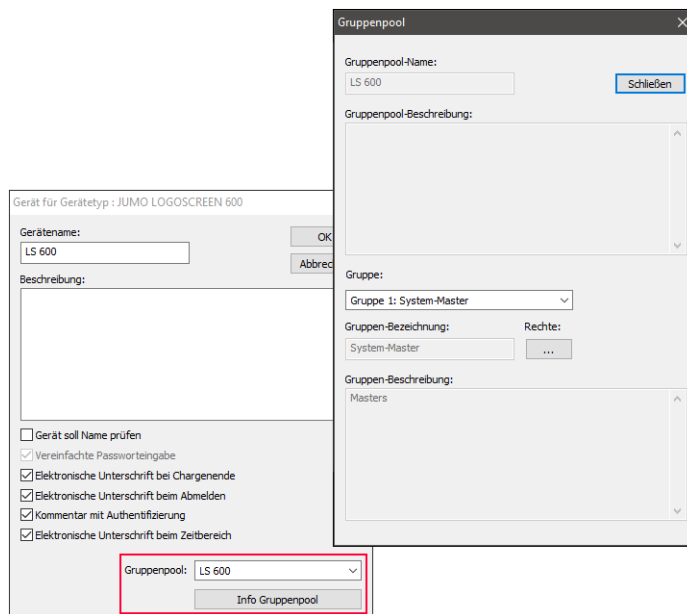 Gruppenpool
Gruppenpool-Name:
LS 600
Schließen
Gruppenpool-Beschreibung:
Gruppe:
Gruppe 1: System-Master
Gruppen-Bezeichnung: Rechte:
System-Master ...
Gruppen-Beschreibung:
Masters
Gerät für Gerätetyp : JUMO LOGOSCREEN 600
Gerätename:
OK
LS 600
Abbrec
Beschreibung:
Gerät soll Name prüfen
Vereinfachte Passworteingabe
Elektronische Unterschrift bei Chargenende
Elektronische Unterschrift beim Abmelden
Kommentar mit Authentifizierung
Elektronische Unterschrift beim Zeitbereich
Gruppenpool: LS 600
Info Gruppenpool